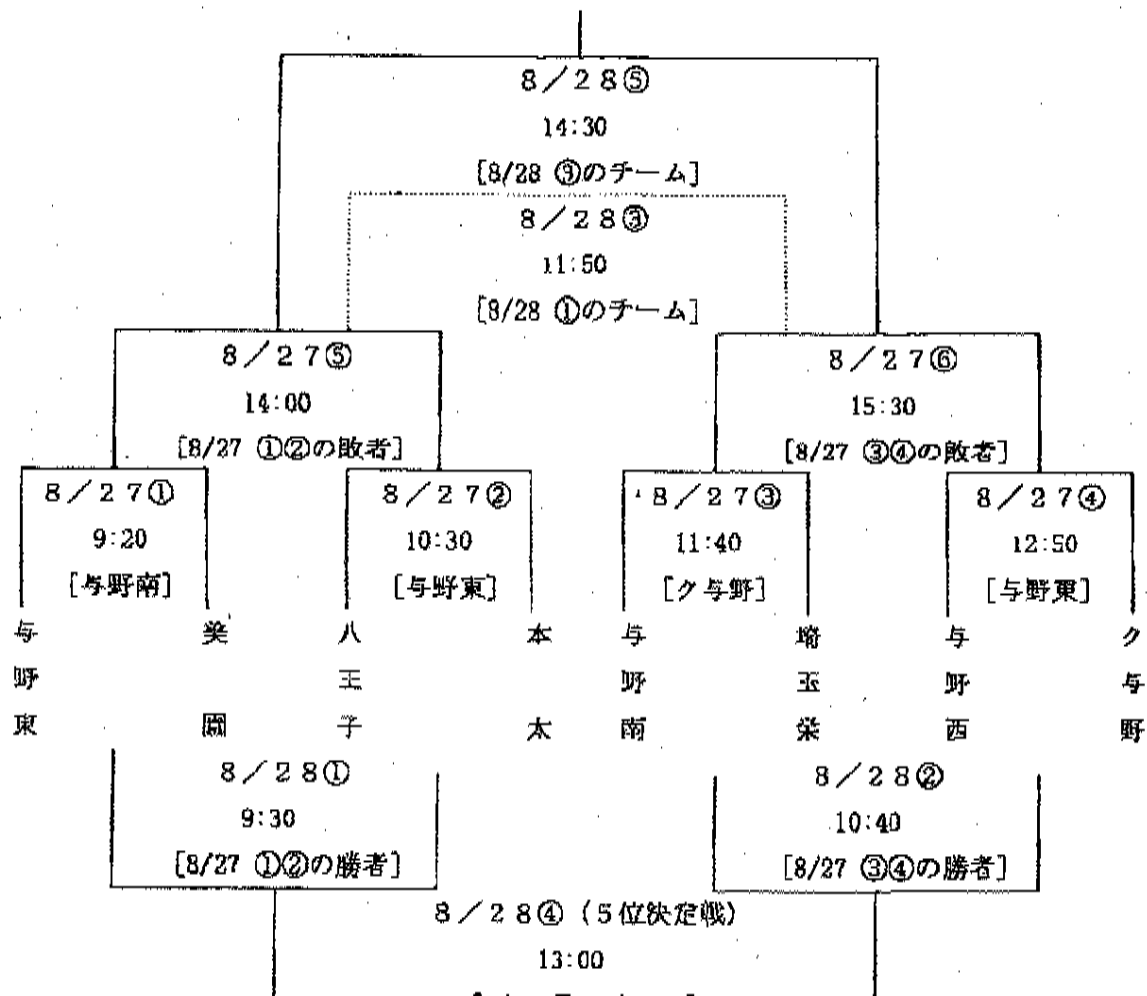 8／28⑤
14:30
[8/28 ③のチーム]
8／28③
11:50
[8/28 ①のチーム]
8／27⑤
14:00
[8/27 ①②の敗者]
8／27⑥
15:30
[8/27 ③④の敗者]
8／27①
9:20
[与野南]
8／27②
10:30
[与野東]
8／27③
11:40
[ク与野]
8／27④
12:50
[与野東]
与野東
美園
八王子
本太
与野南
埼玉栄
与野西
ク与野
8／28①
9:30
[8/27 ①②の勝者]
8／28②
10:40
[8/27 ③④の勝者]
8／28④（5位決定戦）
13:00